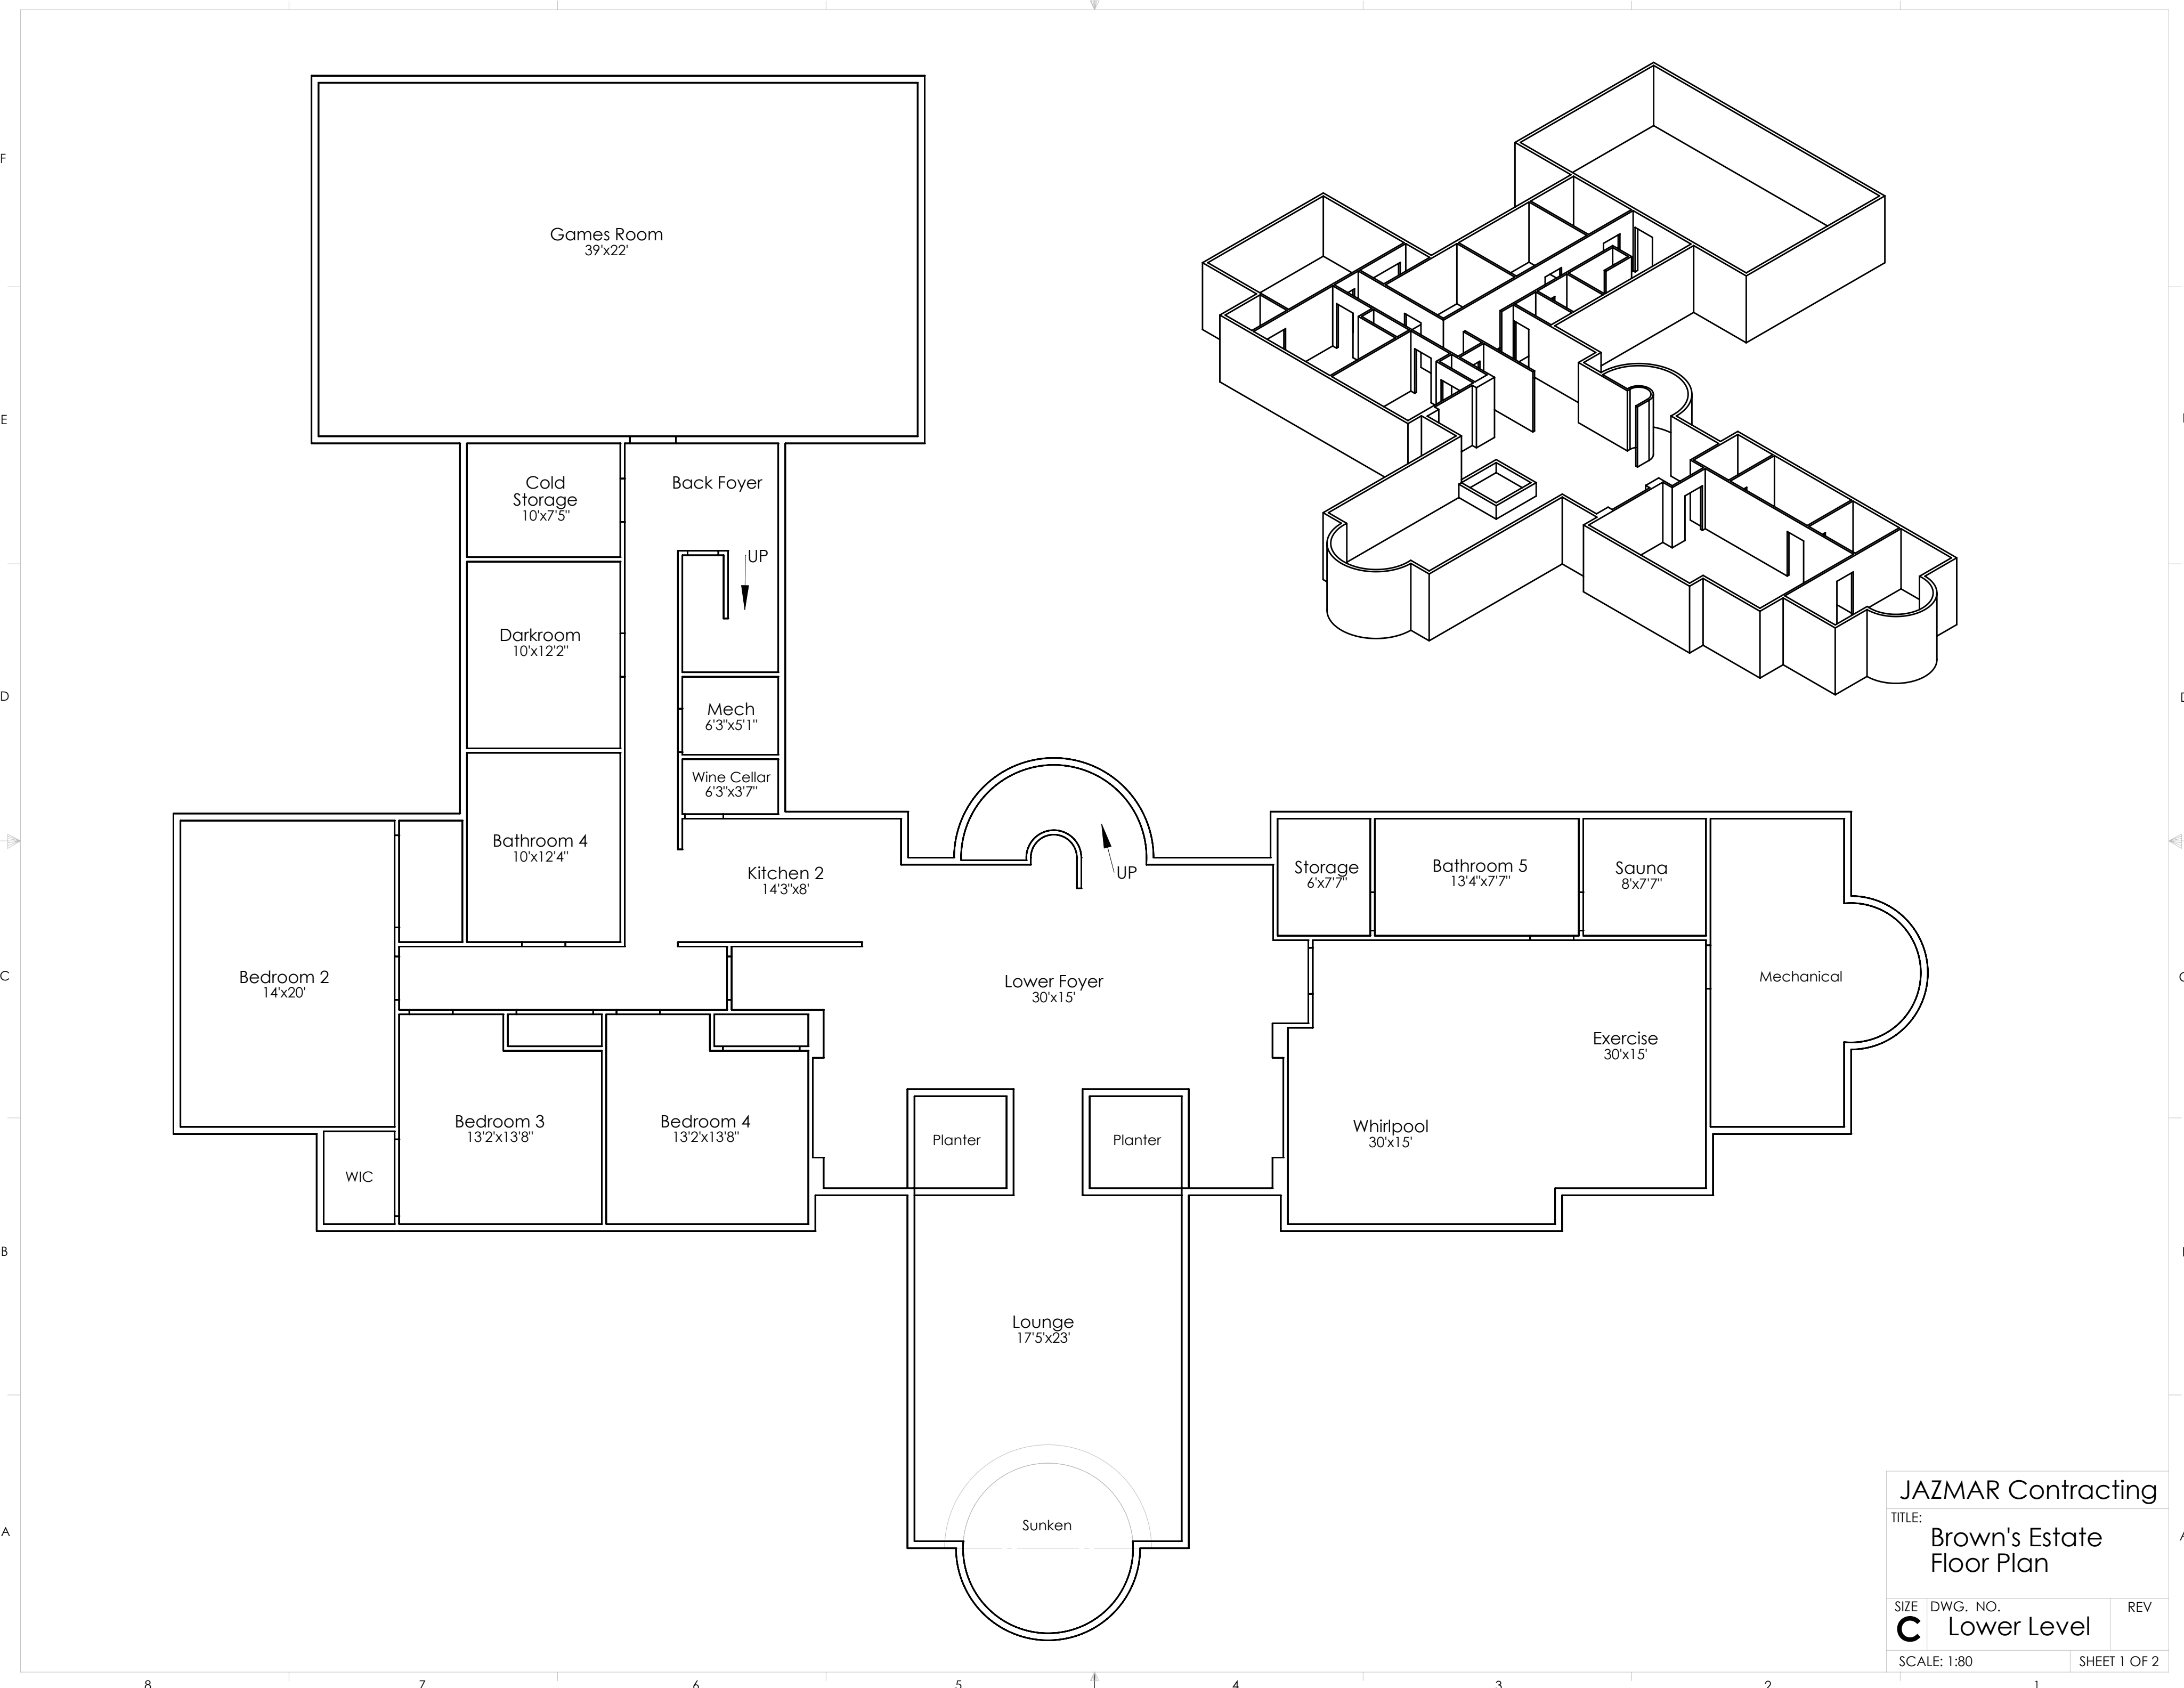 F
E
D
C
B
A
Games Room
39'x22'
Cold
Storage
10'x7'5"
Back Foyer
UP
Darkroom
10'x12'2"
Mech
6'3"x5'1"
Wine Cellar
6'3"x3'7"
Bathroom 4
10'x12'4"
Kitchen 2
14'3"x8'
UP
Storage
6'x7'7"
Bathroom 5
13'4"x7'7"
Sauna
8'x7'7"
Bedroom 2
14'x20'
Lower Foyer
30'x15'
Mechanical
Exercise
30'x15'
Bedroom 3
13'2"x13'8"
Bedroom 4
13'2"x13'8"
Planter
Planter
Whirlpool
30'x15'
WIC
Lounge
17'5'x23'
Sunken
JAZMAR Contracting
TITLE:
Brown's Estate
Floor Plan
SIZE
C
DWG. NO.
Lower Level
REV
SCALE: 1:80
SHEET 1 OF 2
8 7 6 5 4 3 2 1